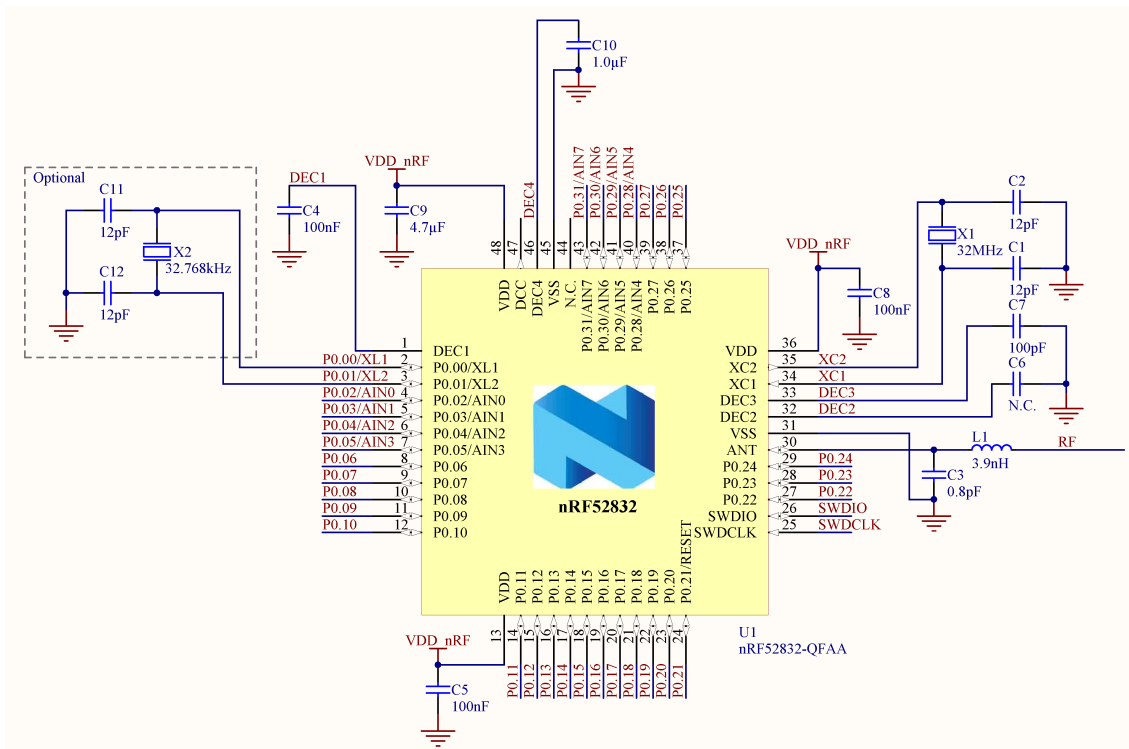 C10
1.0µF
Optional
C11
12pF
X2
32.768kHz
C12
12pF
DEC1
C4
100nF
VDD_nRF
C9
4.7µF
DEC4
P0.31/AIN7
P0.30/AIN6
P0.29/AIN5
P0.28/AIN4
P0.27
P0.26
P0.25
48
47
46
45
44
43
42
41
40
39
38
37
VDD
DCC
DEC4
VSS
N.C.
P0.31/AIN7
P0.30/AIN6
P0.29/AIN5
P0.28/AIN4
P0.27
P0.26
P0.25
C2
12pF
X1
32MHz
C1
12pF
C7
100pF
C6
N.C.
VDD_nRF
C8
100nF
1 DEC1
P0.00/XL1 2 P0.00/XL1
P0.01/XL2 3 P0.01/XL2
P0.02/AIN0 4 P0.02/AIN0
P0.03/AIN1 5 P0.03/AIN1
P0.04/AIN2 6 P0.04/AIN2
P0.05/AIN3 7 P0.05/AIN3
P0.06 8 P0.06
P0.07 9 P0.07
P0.08 10 P0.08
P0.09 11 P0.09
P0.10 12 P0.10
nRF52832
VDD 36
XC2 35 XC2
XC1 34 XC1
DEC3 33 DEC3
DEC2 32 DEC2
VSS 31
ANT 30
P0.24 29 P0.24
P0.23 28 P0.23
P0.22 27 P0.22
SWDIO 26 SWDIO
SWDCLK 25 SWDCLK
L1
3.9nH
RF
C3
0.8pF
VDD
P0.11
P0.12
P0.13
P0.14
P0.15
P0.16
P0.17
P0.18
P0.19
P0.20
P0.21/RESET
13
14
15
16
17
18
19
20
21
22
23
24
P0.11
P0.12
P0.13
P0.14
P0.15
P0.16
P0.17
P0.18
P0.19
P0.20
P0.21
VDD_nRF
C5
100nF
U1
nRF52832-QFAA